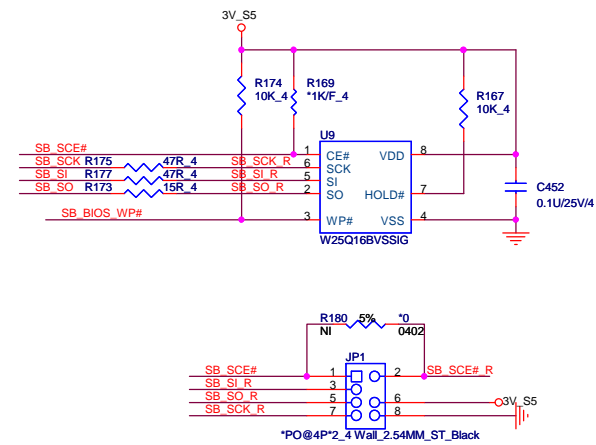 3V_S5
R174
10K_4
R169
*1K/F_4
R167
10K_4
U9
SB_SCE# 1 CE# VDD 8
SB_SCK R175 47R_4 SB_SCK_R 6 SCK
SB_SI R177 47R_4 SB_SI_R 5 SI
SB_SO R173 15R_4 SB_SO_R 2 SO HOLD# 7
SB_BIOS_WP# 3 WP# VSS 4
W25Q16BVSSIG
C452
0.1U/25V/4
R180 5% *0
NI 0402
JP1
SB_SCE# 1 2 SB_SCE#_R
SB_SI_R 3
SB_SO_R 5 6 3V_S5
SB_SCK_R 7 8
*PO@4P*2_4 Wall_2.54MM_ST_Black